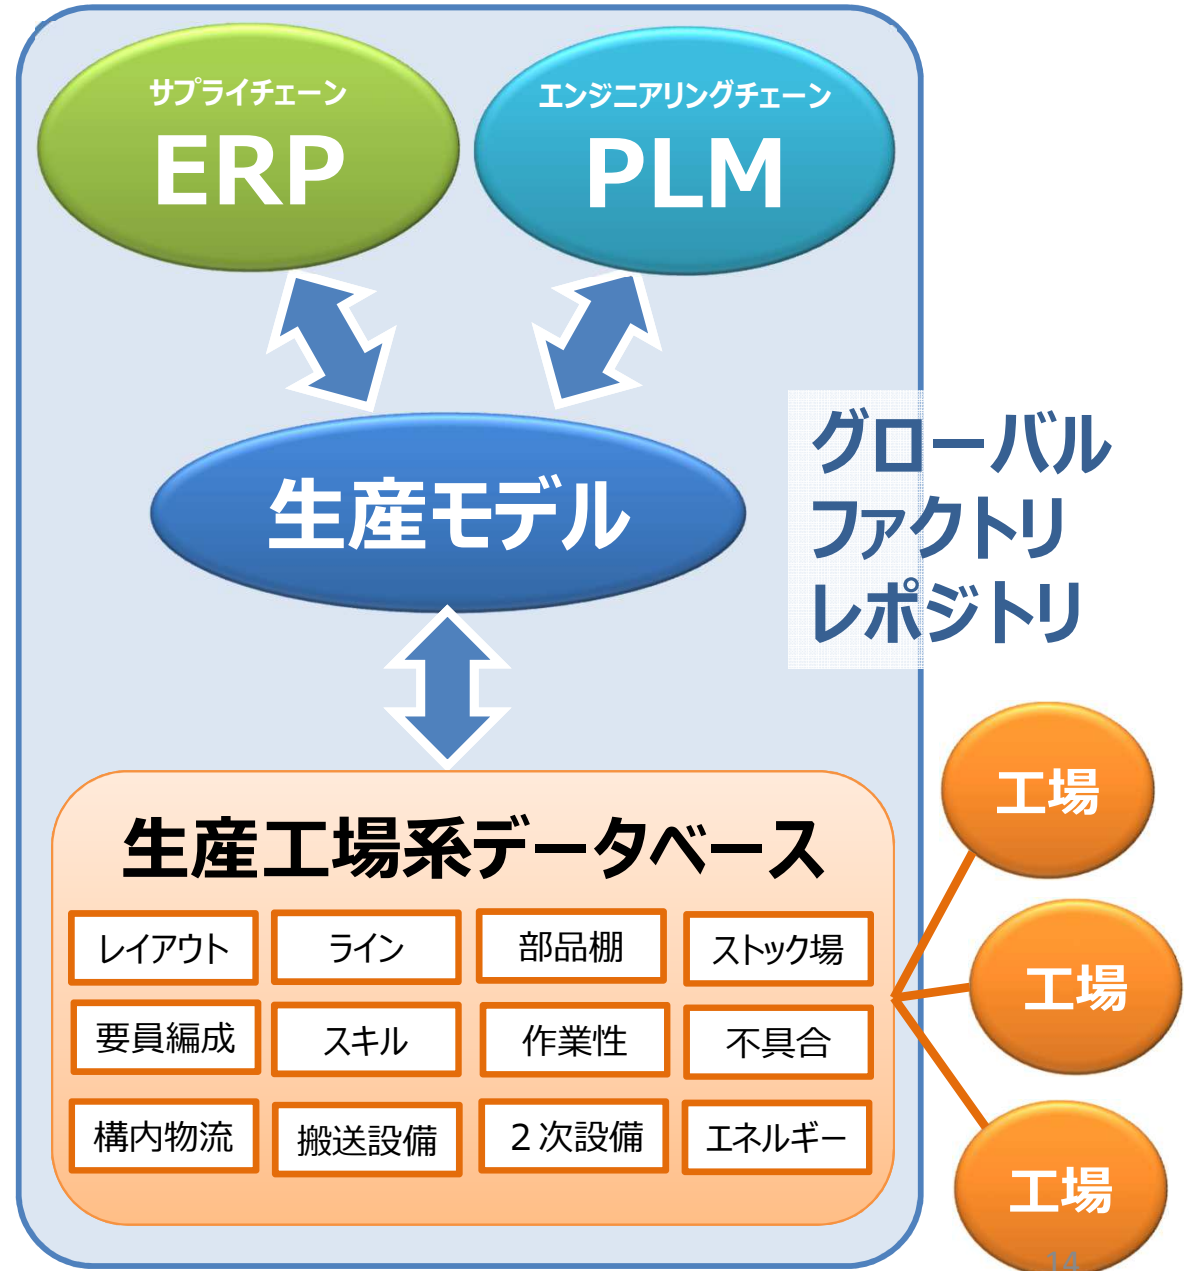 サプライチェーン
ERP
エンジニアリングチェーン
PLM
生産モデル
グローバル
ファクトリ
レポジトリ
生産工場系データベース
レイアウト
ライン
部品棚
ストック場
要員編成
スキル
作業性
不具合
構内物流
搬送設備
２次設備
エネルギー
工場
工場
工場
14